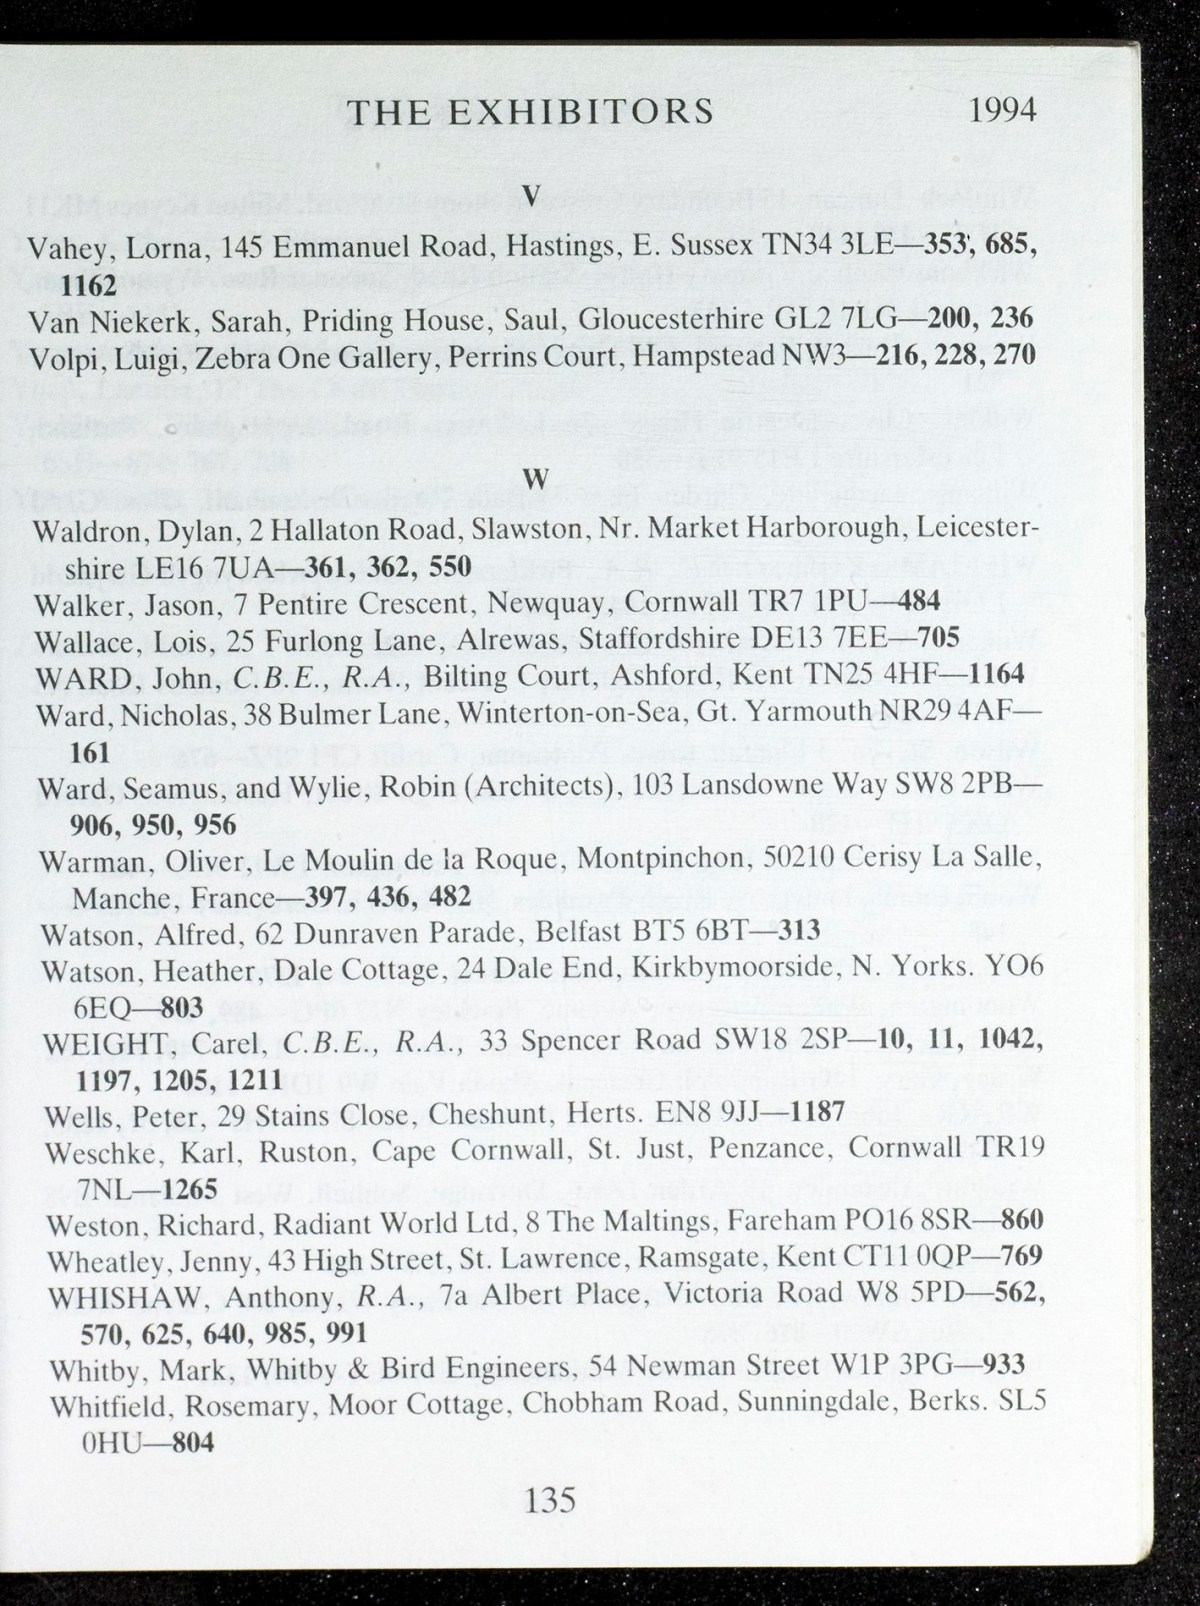 THE EXHIBITORS 1994
V
Vahey, Lorna, 145 Emmanuel Road, Hastings, E. Sussex TN34 3LE—353, 685,
1162
Van Niekerk, Sarah, Priding House, Saul, Gloucesterhire GL2 7LG—200, 236
Volpi, Luigi, Zebra One Gallery, Perrins Court, Hampstead NW3—216, 228, 270
W
Waldron, Dylan, 2 Hallaton Road, Slawston, Nr. Market Harborough, Leicester-
shire LE16 7UA—361, 362, 550
Walker, Jason, 7 Pentire Crescent, Newquay, Cornwall TR7 1PU—484
Wallace, Lois, 25 Furlong Lane, Alrewas, Staffordshire DE13 7EE—705
WARD, John, C.B.E., R.A., Bilting Court, Ashford, Kent TN25 4HF—1164
Ward, Nicholas, 38 Bulmer Lane, Winterton-on-Sea, Gt. Yarmouth NR29 4AF—
161
Ward, Seamus, and Wylie, Robin (Architects), 103 Lansdowne Way SW8 2PB—
906, 950, 956
Warman, Oliver, Le Moulin de la Roque, Montpinchon, 50210 Cerisy La Salle,
Manche, France—397, 436, 482
Watson, Alfred, 62 Dunraven Parade, Belfast BT5 6BT—313
Watson, Heather, Dale Cottage, 24 Dale End, Kirkbymoorside, N. Yorks. YO6
6EQ—803
WEIGHT, Carel, C.B.E., R.A., 33 Spencer Road SW18 2SP—10, 11, 1042,
1197, 1205, 1211
Wells, Peter, 29 Stains Close, Cheshunt, Herts. EN8 9JJ—1187
Weschke, Karl, Ruston, Cape Cornwall, St. Just, Penzance, Cornwall TR19
7NL—1265
Weston, Richard, Radiant World Ltd, 8 The Maltings, Fareham PO16 8SR—860
Wheatley, Jenny, 43 High Street, St. Lawrence, Ramsgate, Kent CT11 0QP—769
WHISHAW, Anthony, R.A., 7a Albert Place, Victoria Road W8 5PD—562,
570, 625, 640, 985, 991
Whitby, Mark, Whitby & Bird Engineers, 54 Newman Street W1P 3PG—933
Whitfield, Rosemary, Moor Cottage, Chobham Road, Sunningdale, Berks. SL5
0HU—804
135